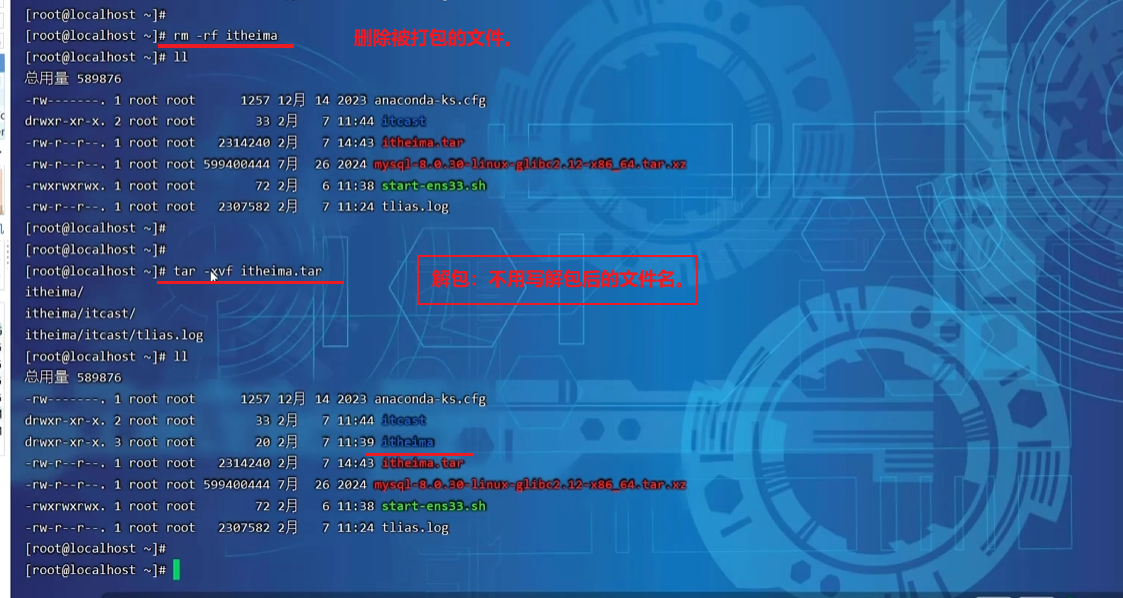 [root@localhost ~]#
[root@localhost ~]# rm -rf itheima
删除被打包的文件。
[root@localhost ~]# ll
总用量 589876
-rw-------. 1 root root      1257 12月  14 2023 anaconda-ks.cfg
drwxr-xr-x. 2 root root        33 2月    7 11:44 itcast
-rw-r--r--. 1 root root   2314240 2月    7 14:43 itheima.tar
-rw-r--r--. 1 root root 599400444 7月   26 2024 mysql-8.0.30-linux-glibc2.12-x86_64.tar.xz
-rwxrwxrwx. 1 root root        72 2月    6 11:38 start-ens33.sh
-rw-r--r--. 1 root root   2307582 2月    7 11:24 tlias.log
[root@localhost ~]#
[root@localhost ~]#
[root@localhost ~]# tar -xvf itheima.tar
解包：不用写解包后的文件名。
itheima/
itheima/itcast/
itheima/itcast/tlias.log
[root@localhost ~]# ll
总用量 589876
-rw-------. 1 root root      1257 12月  14 2023 anaconda-ks.cfg
drwxr-xr-x. 2 root root        33 2月    7 11:44 itcast
drwxr-xr-x. 3 root root        20 2月    7 11:39 itheima
-rw-r--r--. 1 root root   2314240 2月    7 14:43 itheima.tar
-rw-r--r--. 1 root root 599400444 7月   26 2024 mysql-8.0.30-linux-glibc2.12-x86_64.tar.xz
-rwxrwxrwx. 1 root root        72 2月    6 11:38 start-ens33.sh
-rw-r--r--. 1 root root   2307582 2月    7 11:24 tlias.log
[root@localhost ~]#
[root@localhost ~]#